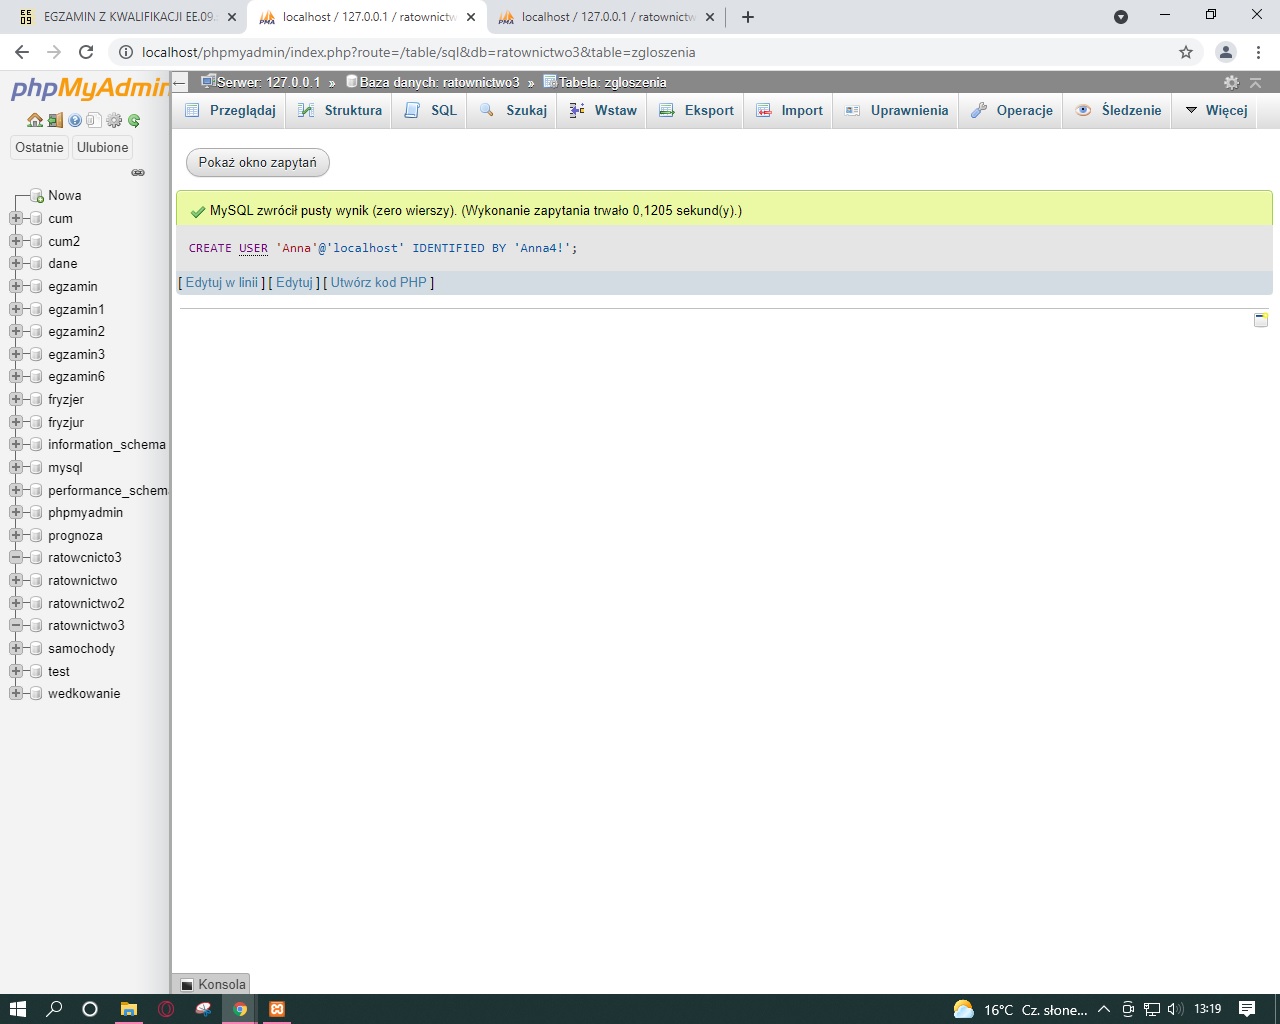 EGZAMIN Z KWALIFIKACJI EE.09.
localhost / 127.0.0.1 / ratownictw
localhost / 127.0.0.1 / ratownictw
localhost/phpmyadmin/index.php?route=/table/sql&db=ratownictwo3&table=zgloszenia
phpMyAdmin
Ostatnie Ulubione
Nowa
cum
cum2
dane
egzamin
egzamin1
egzamin2
egzamin3
egzamin6
fryzjer
fryzjur
information_schema
mysql
performance_schema
phpmyadmin
prognoza
ratowcnicto3
ratownictwo
ratownictwo2
ratownictwo3
samochody
test
wedkowanie
Serwer: 127.0.0.1 » Baza danych: ratownictwo3 » Tabela: zgloszenia
Przeglądaj Struktura SQL Szukaj Wstaw Eksport Import Uprawnienia Operacje Śledzenie Więcej
Pokaż okno zapytań
MySQL zwrócił pusty wynik (zero wierszy). (Wykonanie zapytania trwało 0,1205 sekund(y).)
CREATE USER 'Anna'@'localhost' IDENTIFIED BY 'Anna4!';
[ Edytuj w linii ] [ Edytuj ] [ Utwórz kod PHP ]
Konsola
16°C Cz. słone... 13:19